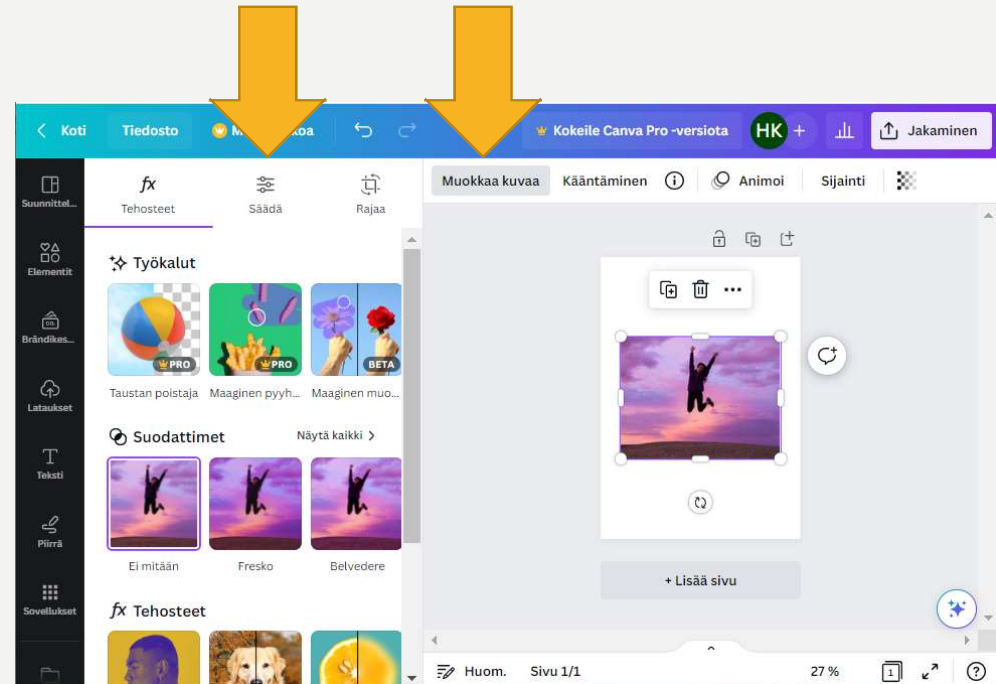 Koti Tiedosto Kokeile Canva Pro -versiota HK + Jakaminen
Suunnittel...
Elementit
Brändikes...
Lataukset
Teksti
Piirrä
Sovellukset
fx Tehosteet Säädä Rajaa
Työkalut
PRO PRO BETA
Taustan poistaja Maaginen pyyh... Maaginen muo...
Suodattimet Näytä kaikki >
Ei mitään Fresko Belvedere
fx Tehosteet
Muokkaa kuvaa Kääntäminen Animoi Sijainti
+ Lisää sivu
Huom. Sivu 1/1 27 % 1